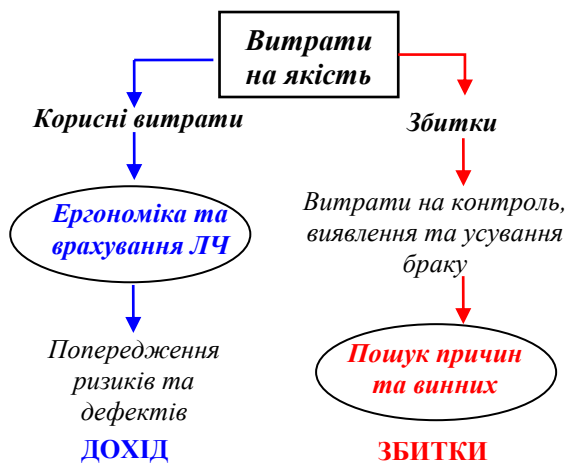 Витрати
на якість
Корисні витрати
Збитки
Ергономіка та
врахування ЛЧ
Витрати на контроль,
виявлення та усування
браку
Попередження
ризиків та
дефектів
Пошук причин
та винних
ДОХІД
ЗБИТКИ